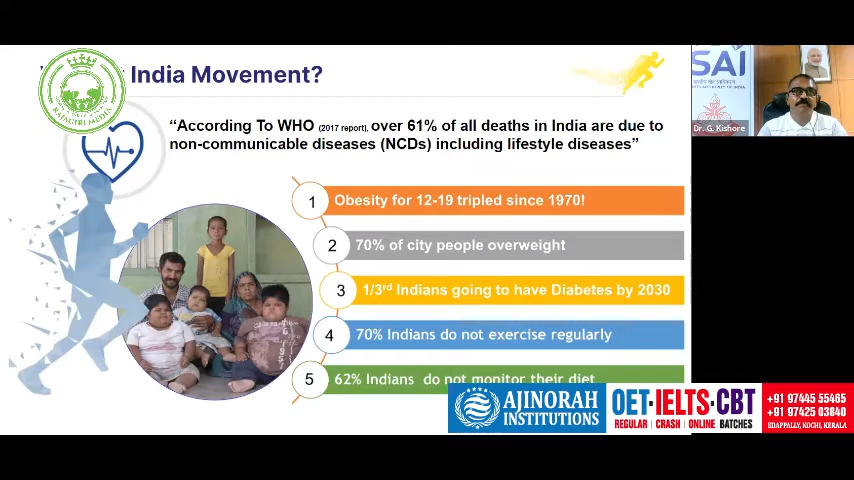 India Movement?
RAJAGIRI MEDIA
“According To WHO (2017 report), over 61% of all deaths in India are due to
non-communicable diseases (NCDs) including lifestyle diseases”
1 Obesity for 12-19 tripled since 1970!
2 70% of city people overweight
3 1/3rd Indians going to have Diabetes by 2030
4 70% Indians do not exercise regularly
5 62% Indians do not monitor their diet
SAI
Dr. G. Kishore
AJINORAH
INSTITUTIONS
OET·IELTS·CBT
REGULAR | CRASH | ONLINE BATCHES
+91 97445 55465
+91 97425 03840
EDAPPALLY, KOCHI, KERALA